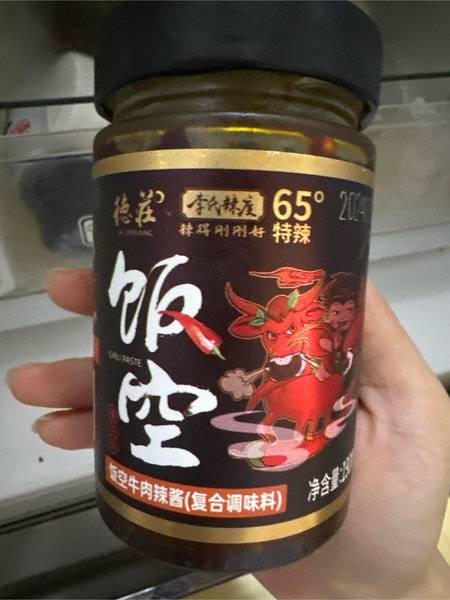 德莊
李氏辣度
辣得刚刚好
65°
特辣
饭空
CHILI PASTE
饭空牛肉辣酱(复合调味料)
净含量: